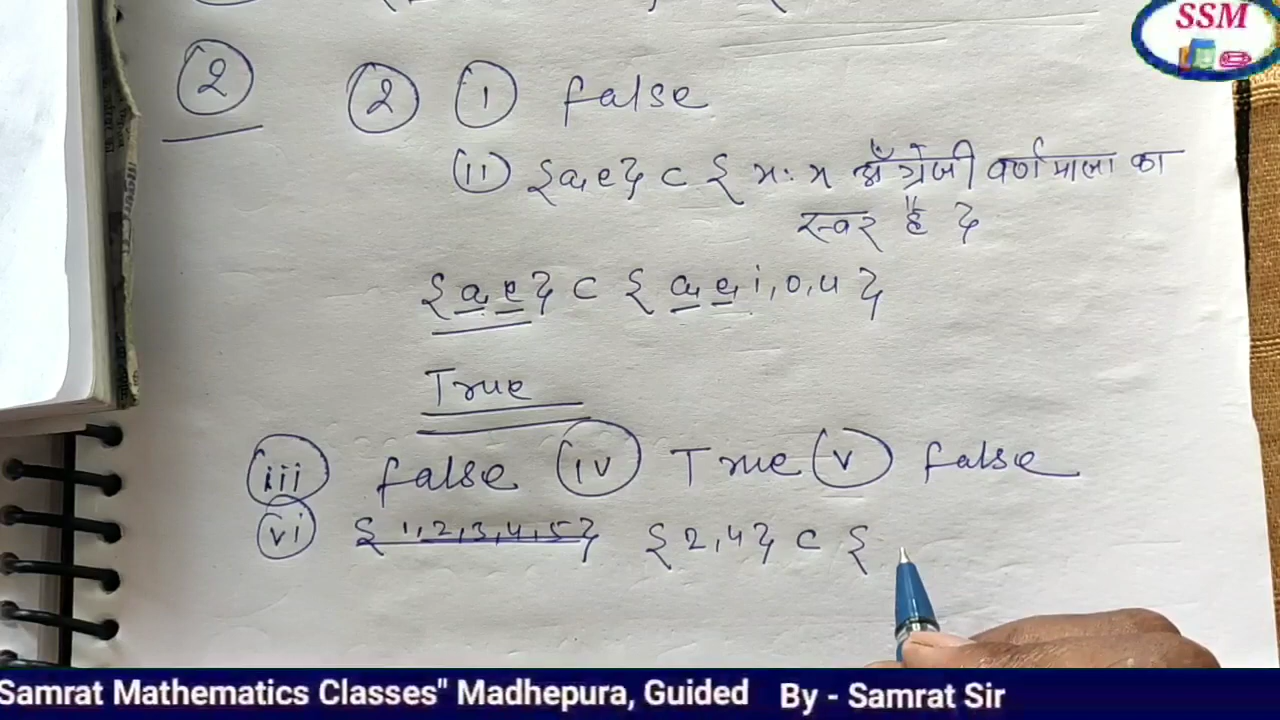 SSM
② ② ① false
(ii) {a, e} ⊂ { x: x अँग्रेजी वर्णमाला का
स्वर है }
{a, e} ⊂ { a, e, i, o, u }
True
(iii) false (iv) True (v) false
(vi) { 1,2,3,4,5} {2,4} ⊂ {
Samrat Mathematics Classes" Madhepura, Guided By - Samrat Sir